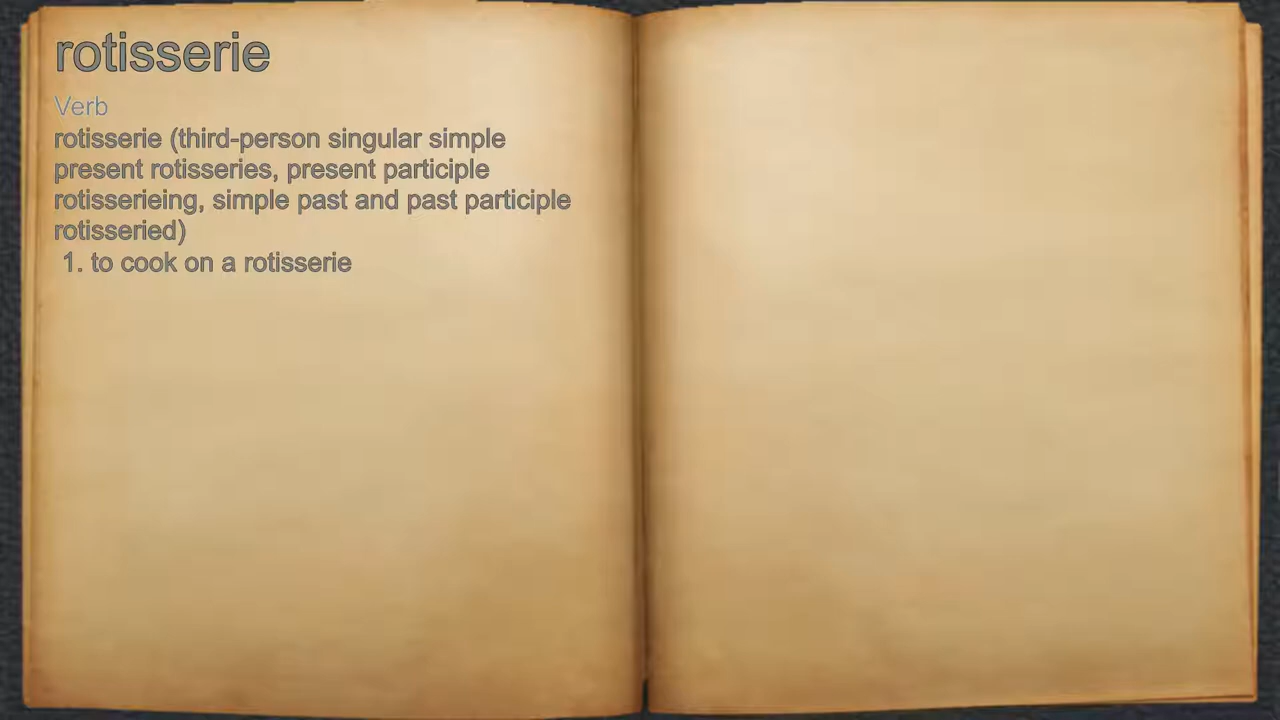 rotisserie
Verb
rotisserie (third-person singular simple
present rotisseries, present participle
rotisserieing, simple past and past participle
rotisseried)
1. to cook on a rotisserie